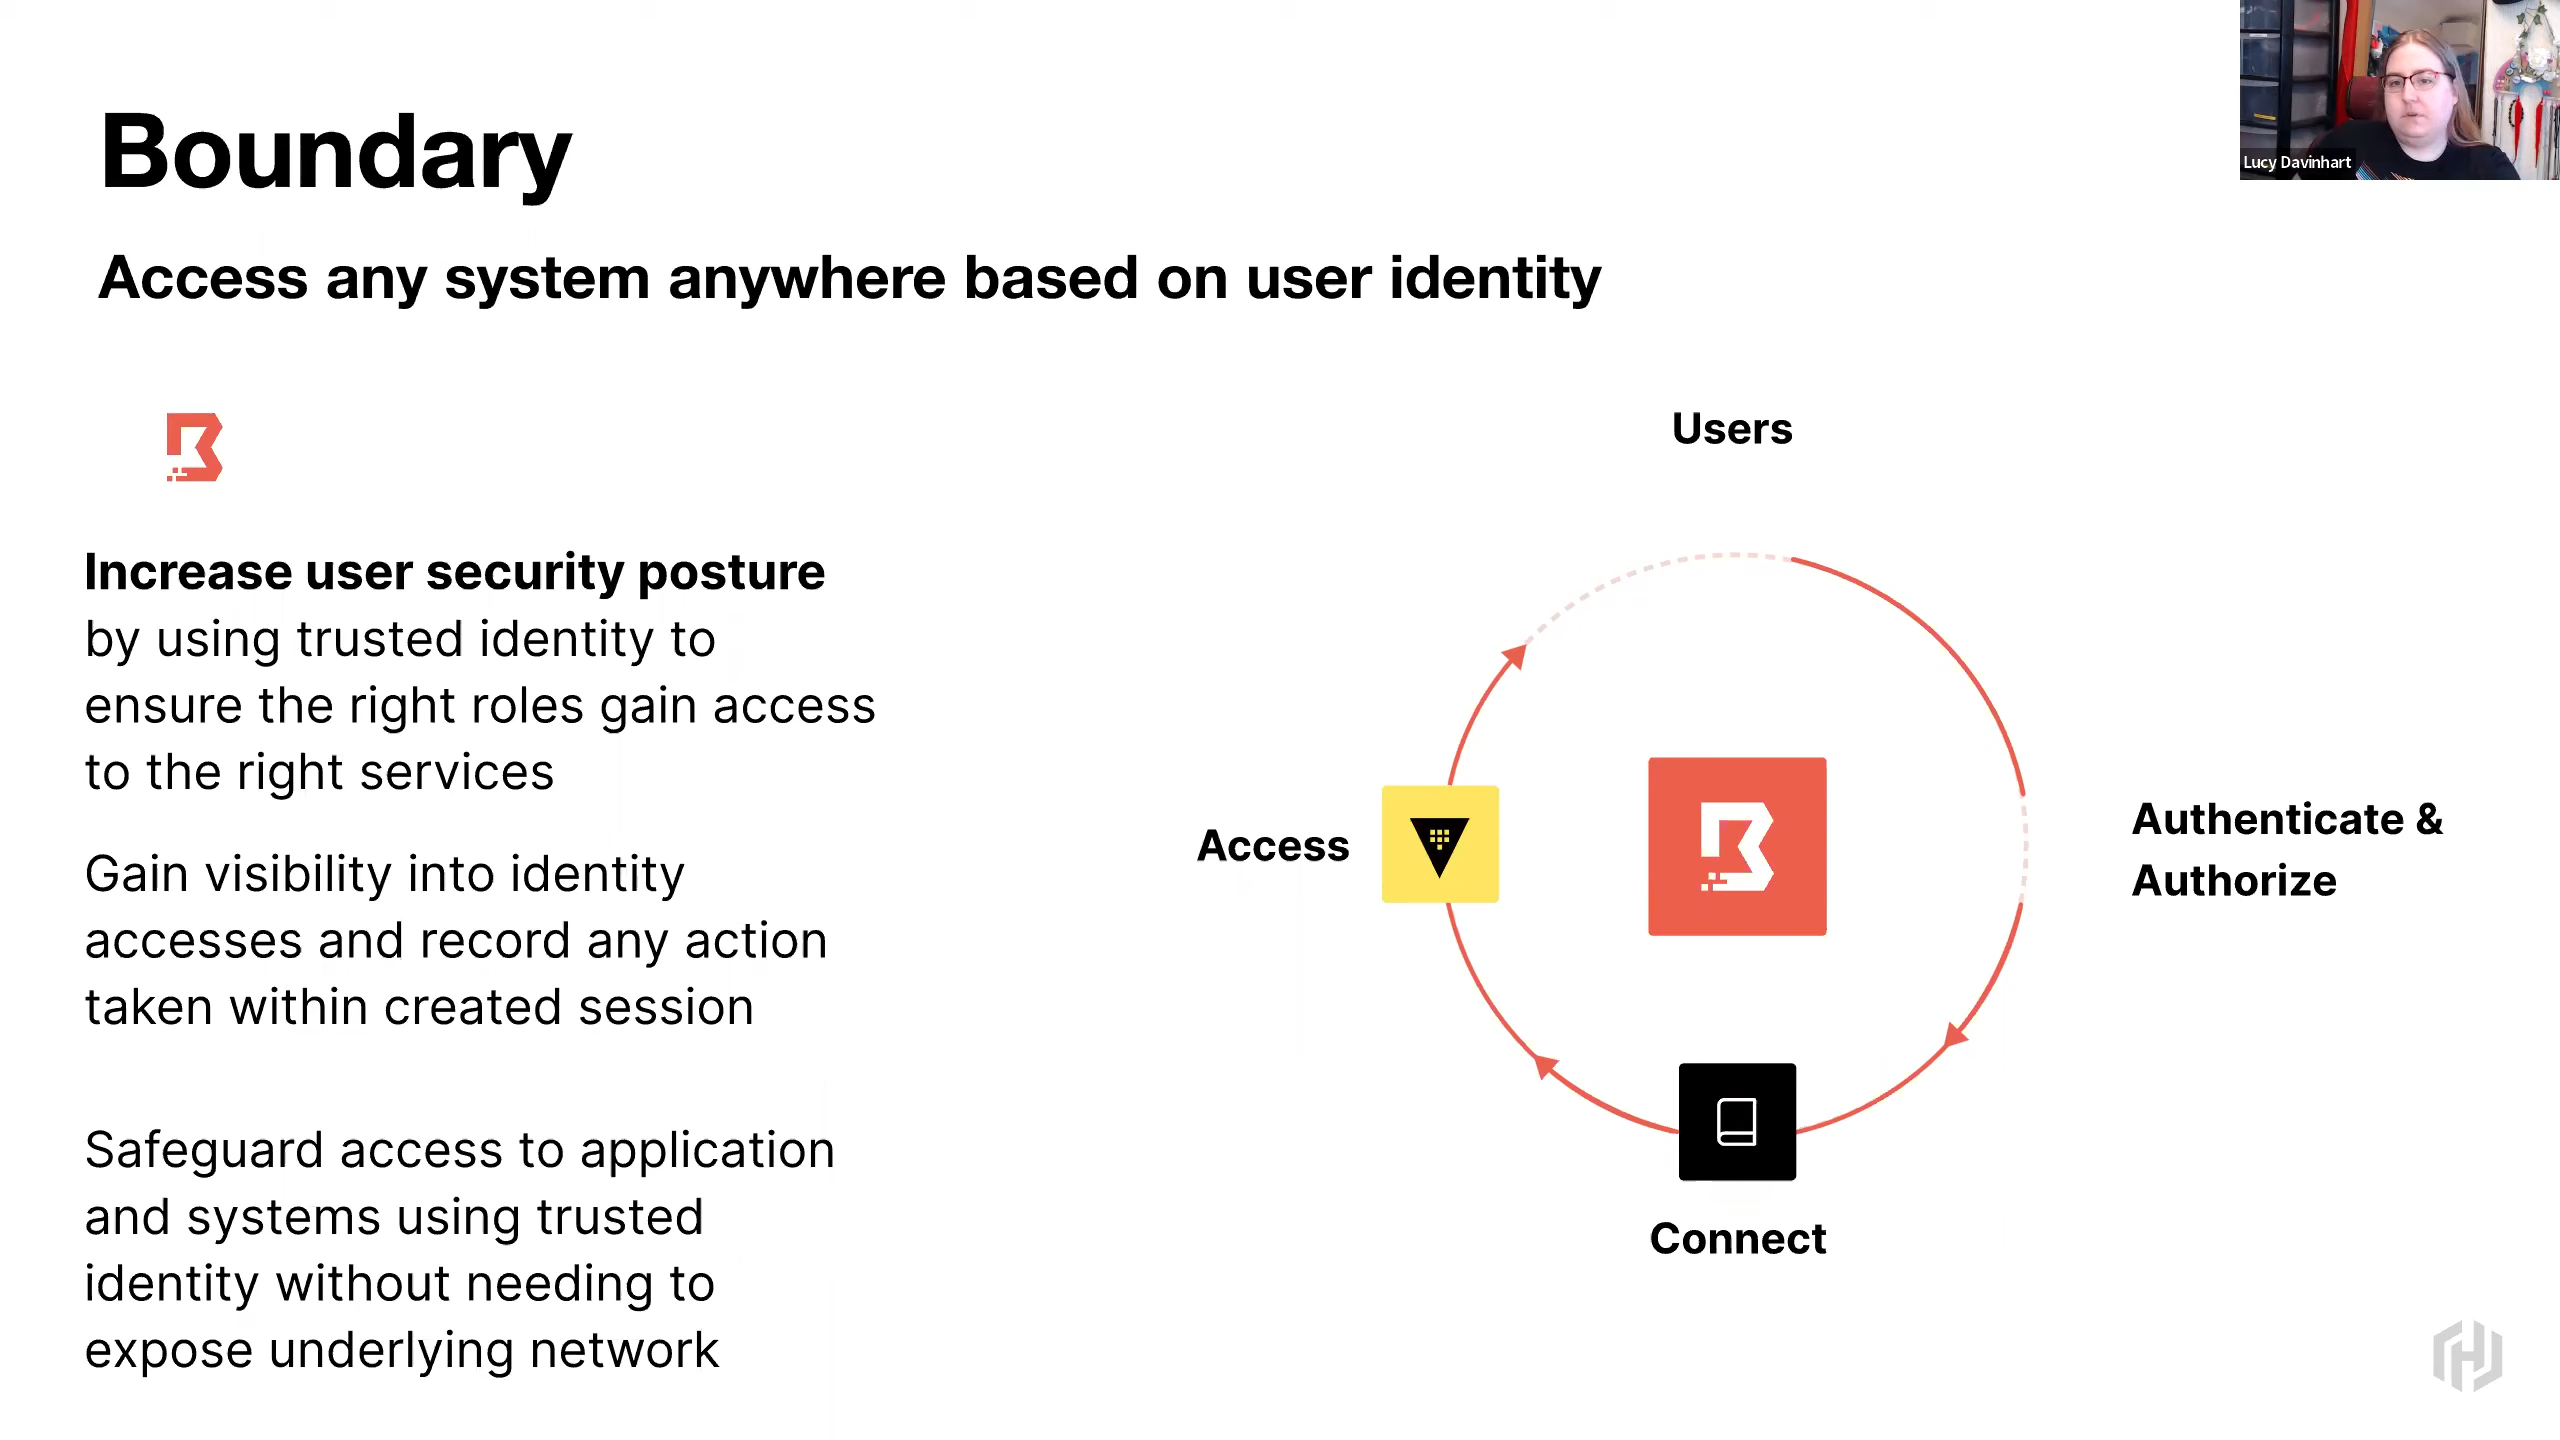 Boundary
Lucy Davinhart
Access any system anywhere based on user identity
Increase user security posture
by using trusted identity to
ensure the right roles gain access
to the right services
Gain visibility into identity
accesses and record any action
taken within created session
Safeguard access to application
and systems using trusted
identity without needing to
expose underlying network
Users
Authenticate &
Authorize
Access
Connect